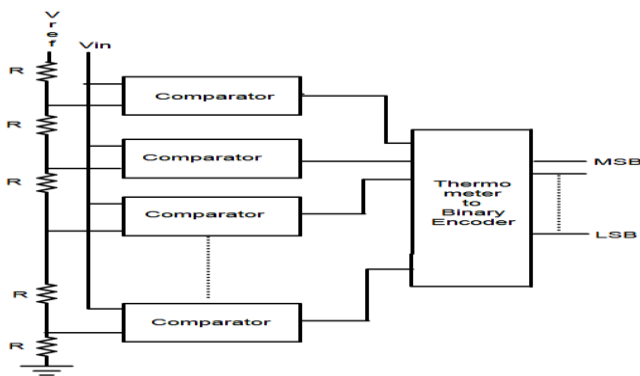 Vref
Vin
R
Comparator
R
Comparator
R
Comparator
Thermo
meter
to
Binary
Encoder
MSB
LSB
R
Comparator
R